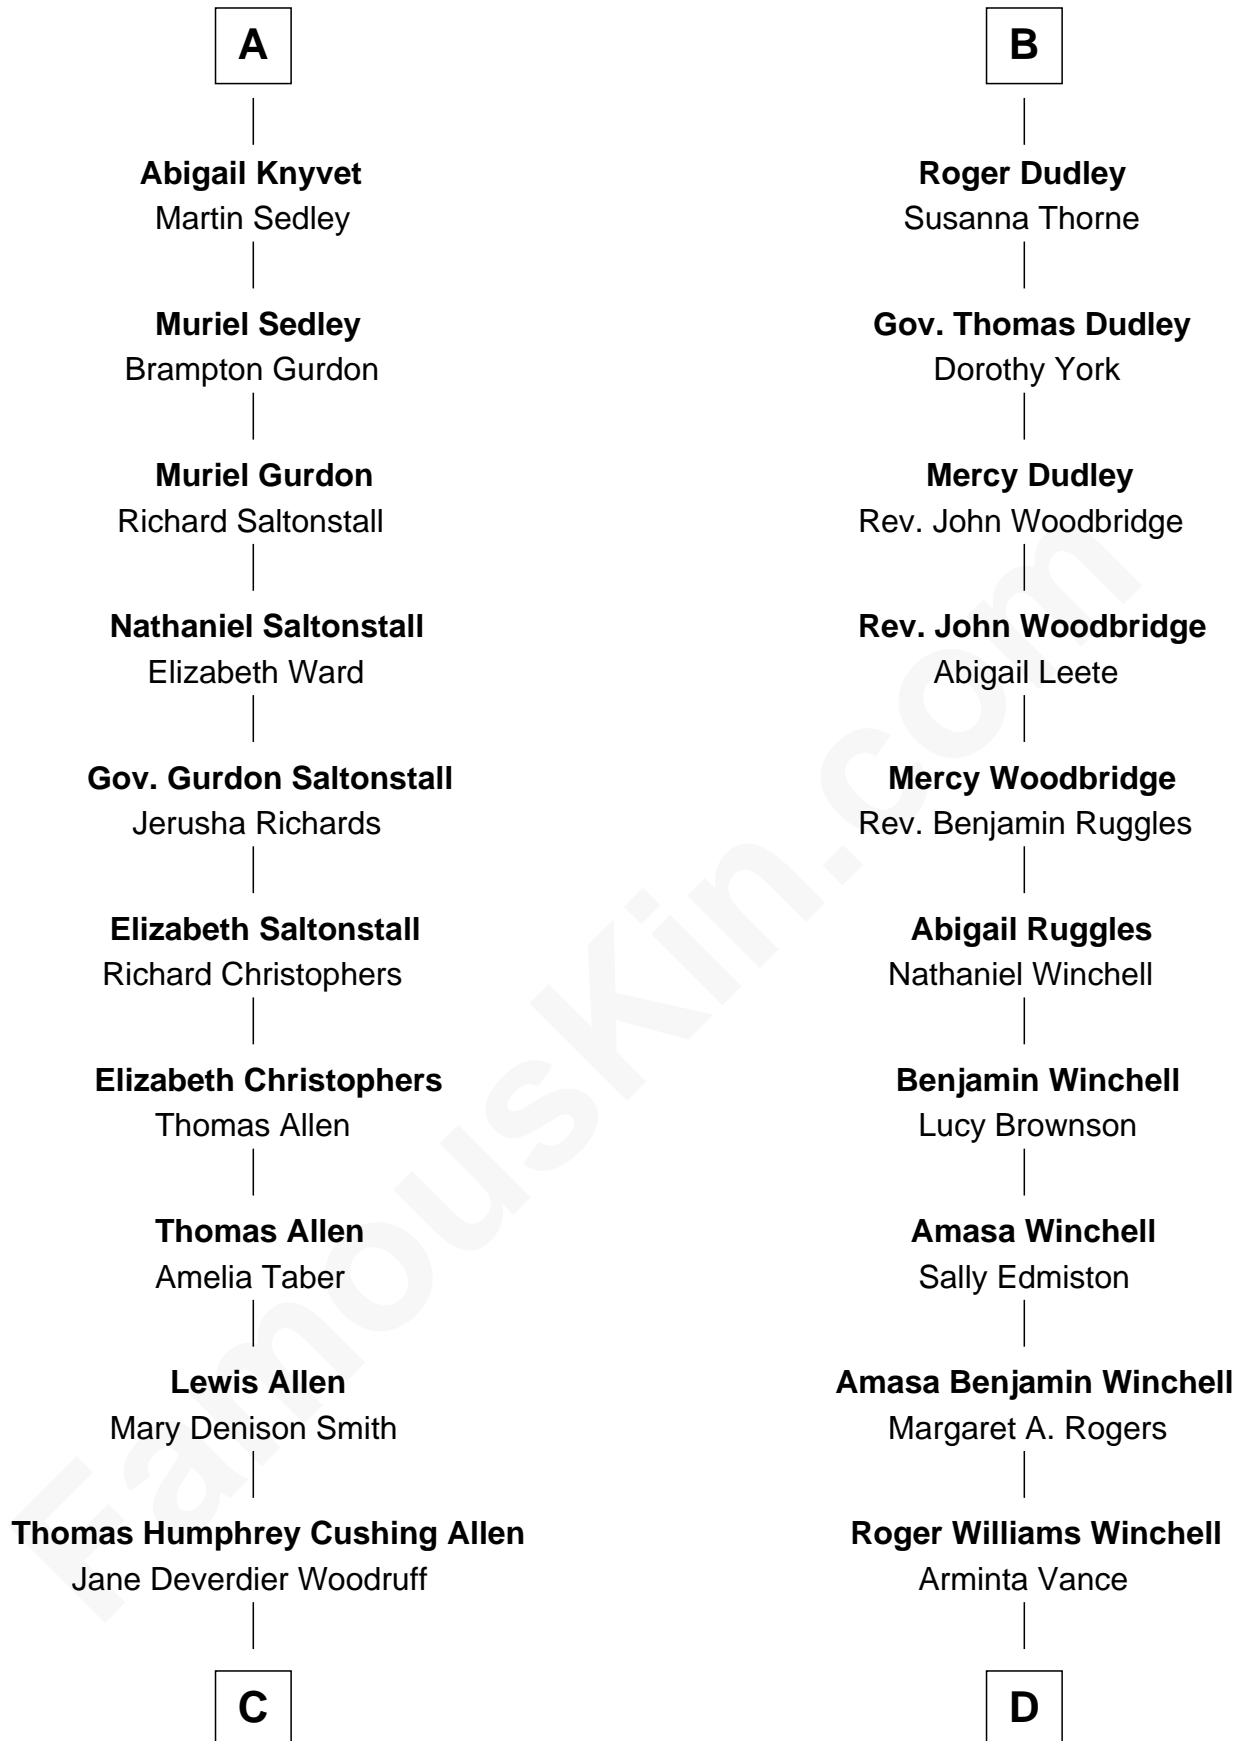 A
Abigail Knyvet
Martin Sedley
Muriel Sedley
Brampton Gurdon
Muriel Gurdon
Richard Saltonstall
Nathaniel Saltonstall
Elizabeth Ward
Gov. Gurdon Saltonstall
Jerusha Richards
Elizabeth Saltonstall
Richard Christophers
Elizabeth Christophers
Thomas Allen
Thomas Allen
Amelia Taber
Lewis Allen
Mary Denison Smith
Thomas Humphrey Cushing Allen
Jane Deverdier Woodruff
C
B
Roger Dudley
Susanna Thorne
Gov. Thomas Dudley
Dorothy York
Mercy Dudley
Rev. John Woodbridge
Rev. John Woodbridge
Abigail Leete
Mercy Woodbridge
Rev. Benjamin Ruggles
Abigail Ruggles
Nathaniel Winchell
Benjamin Winchell
Lucy Brownson
Amasa Winchell
Sally Edmiston
Amasa Benjamin Winchell
Margaret A. Rogers
Roger Williams Winchell
Arminta Vance
D
FamousKin.com